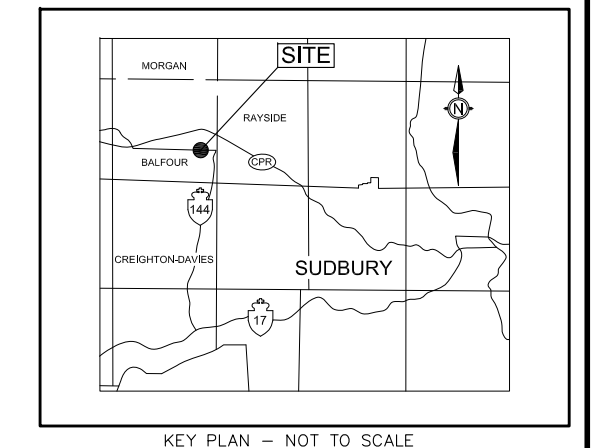 SITE
MORGAN
N
RAYSIDE
BALFOUR
CPR
144
CREIGHTON-DAVIES
SUDBURY
17
KEY PLAN – NOT TO SCALE